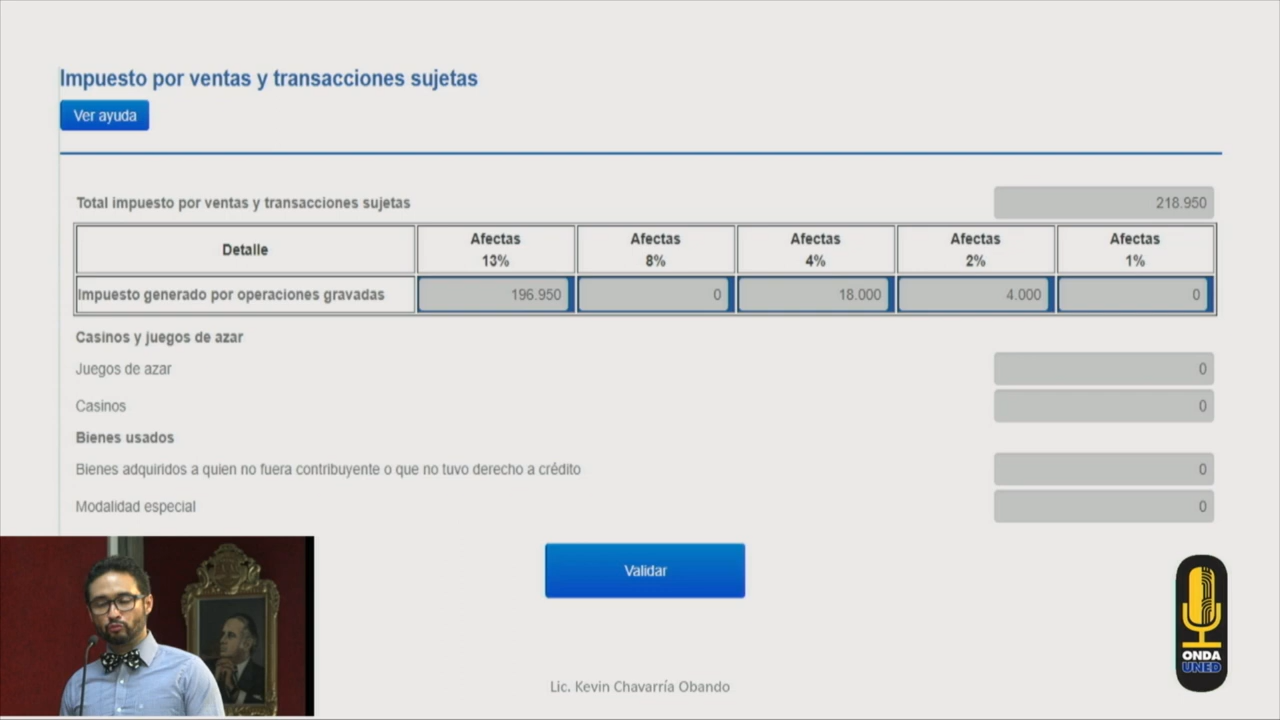 Impuesto por ventas y transacciones sujetas
Ver ayuda
Total impuesto por ventas y transacciones sujetas 218.950
Detalle Afectas 13% Afectas 8% Afectas 4% Afectas 2% Afectas 1%
Impuesto generado por operaciones gravadas 196.950 0 18.000 4.000 0
Casinos y juegos de azar
Juegos de azar 0
Casinos 0
Bienes usados
Bienes adquiridos a quien no fuera contribuyente o que no tuvo derecho a crédito 0
Modalidad especial 0
Validar
ONDA
UNED
Lic. Kevin Chavarría Obando